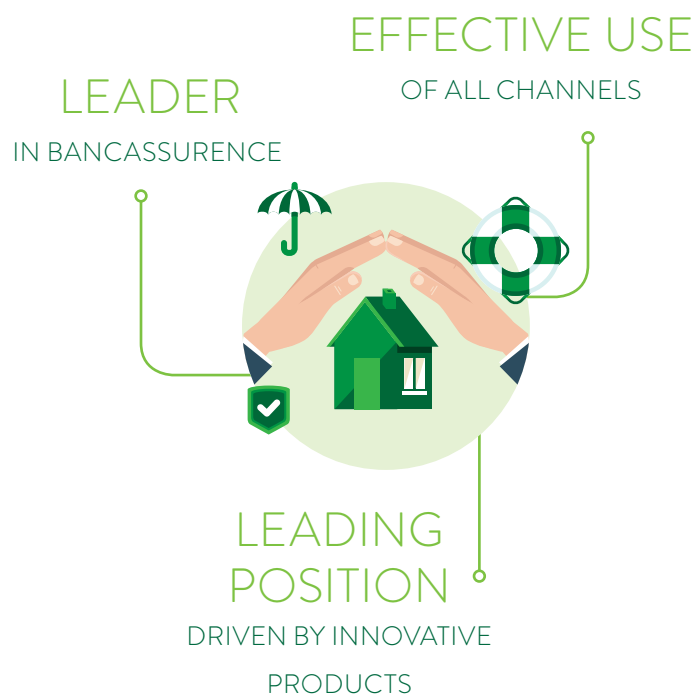 EFFECTIVE USE
OF ALL CHANNELS
LEADER
IN BANCASSURENCE
LEADING
POSITION
DRIVEN BY INNOVATIVE
PRODUCTS